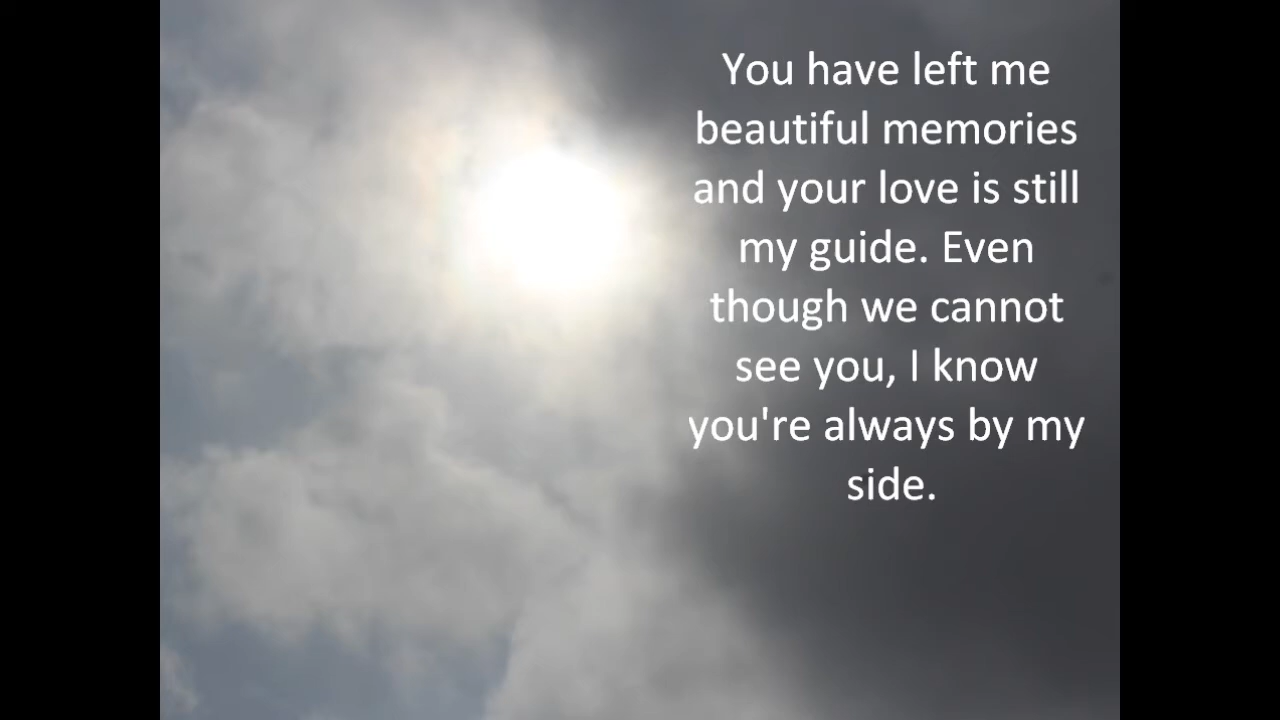 You have left me
beautiful memories
and your love is still
my guide. Even
though we cannot
see you, I know
you're always by my
side.